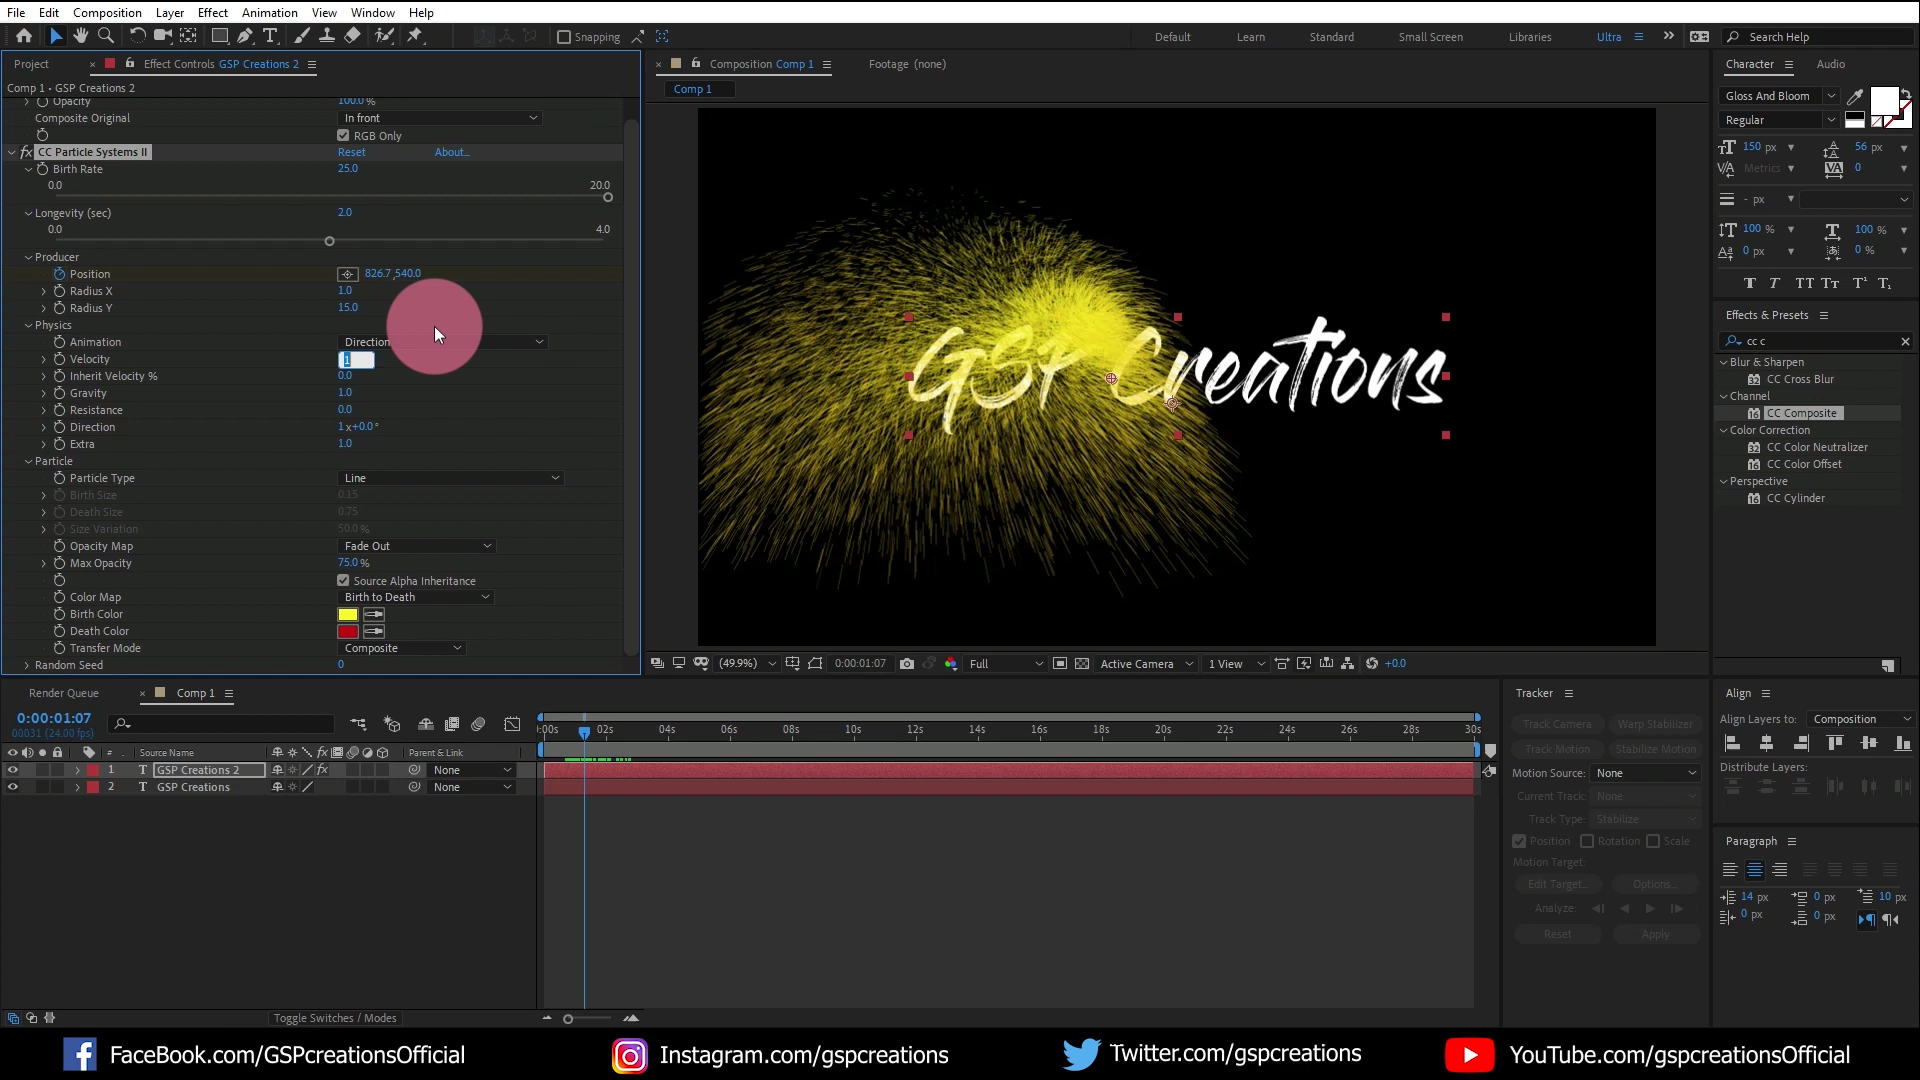 File Edit Composition Layer Effect Animation View Window Help
Snapping Default Learn Standard Small Screen Libraries Ultra Search Help
Project Effect Controls GSP Creations 2
Comp 1 • GSP Creations 2
Opacity 100.0 %
Composite Original In front
RGB Only
fx CC Particle Systems II Reset About...
Birth Rate 25.0
0.0 20.0
Longevity (sec) 2.0
0.0 4.0
Producer
Position 826.7, 540.0
Radius X 1.0
Radius Y 15.0
Physics
Animation Direction
Velocity 1
Inherit Velocity % 0.0
Gravity 1.0
Resistance 0.0
Direction 1x+0.0°
Extra 1.0
Particle
Particle Type Line
Birth Size 0.15
Death Size 0.75
Size Variation 50.0 %
Opacity Map Fade Out
Max Opacity 75.0 %
Source Alpha Inheritance
Color Map Birth to Death
Birth Color
Death Color
Transfer Mode Composite
Random Seed 0
Composition Comp 1 Footage (none)
Comp 1
GSP Creations
(49.9%) 0:00:01:07 Full Active Camera 1 View +0.0
Character Audio
Gloss And Bloom
Regular
150 px 56 px
Metrics 0
- px
100 % 100 %
0 px 0 %
Effects & Presets
cc c
Blur & Sharpen
CC Cross Blur
Channel
CC Composite
Color Correction
CC Color Neutralizer
CC Color Offset
Perspective
CC Cylinder
Render Queue Comp 1
0:00:01:07
00031 (24.00 fps)
# Source Name Parent & Link
1 T GSP Creations 2 None
2 T GSP Creations None
:00s 02s 04s 06s 08s 10s 12s 14s 16s 18s 20s 22s 24s 26s 28s 30s
Toggle Switches / Modes
Tracker
Track Camera Warp Stabilizer
Track Motion Stabilize Motion
Motion Source: None
Current Track: None
Track Type: Stabilize
Position Rotation Scale
Motion Target:
Edit Target... Options...
Analyze:
Reset Apply
Align
Align Layers to: Composition
Distribute Layers:
Paragraph
14 px 0 px 10 px
0 px 0 px
FaceBook.com/GSPcreationsOfficial Instagram.com/gspcreations Twitter.com/gspcreations YouTube.com/gspcreationsOfficial